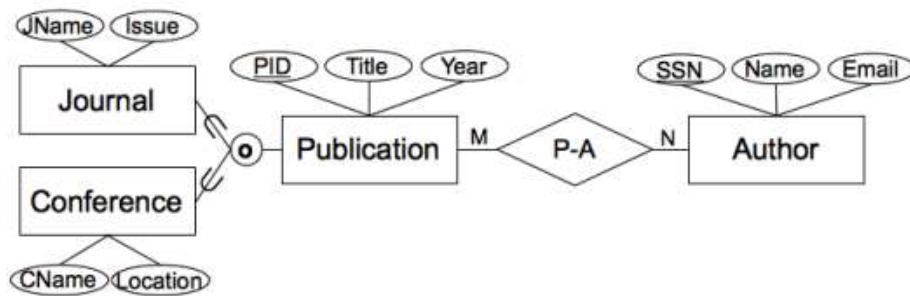 JName Issue
PID Title Year
SSN Name Email
Journal
o Publication M P-A N Author
Conference
CName Location